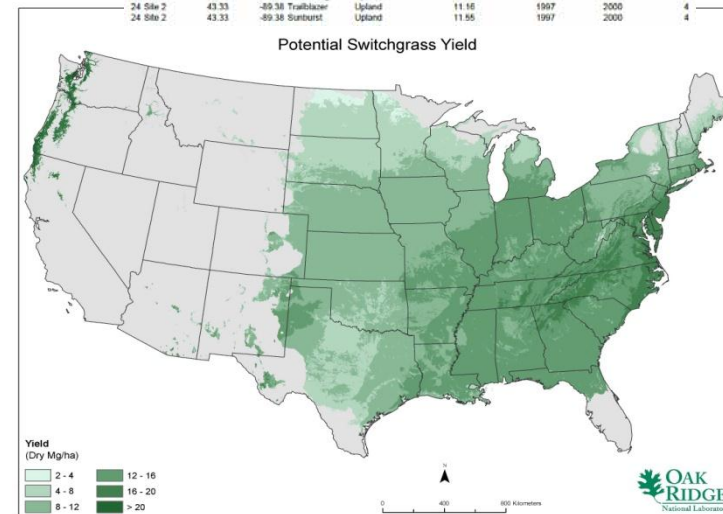 24 Site 2 43.33 -89.38 Trailblazer Upland 11.16 1997 2000 4
24 Site 2 43.33 -89.38 Sunburst Upland 11.55 1997 2000 4
Potential Switchgrass Yield
Yield
(Dry Mg/ha)
2 - 4 12 - 16
4 - 8 16 - 20
8 - 12 > 20
N
0 400 800 Kilometers
OAK
RIDGE
National Laborato